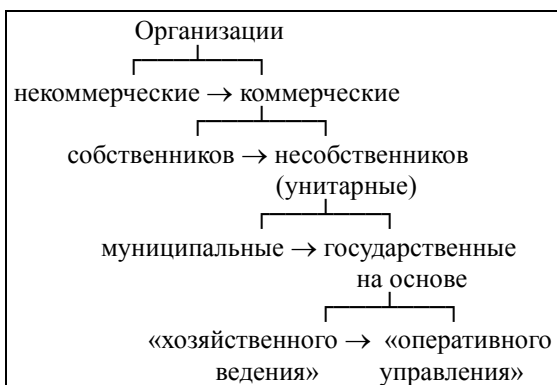 Организации
некоммерческие → коммерческие
собственников → несобственников
(унитарные)
муниципальные → государственные
на основе
«хозяйственного → «оперативного
ведения» управления»